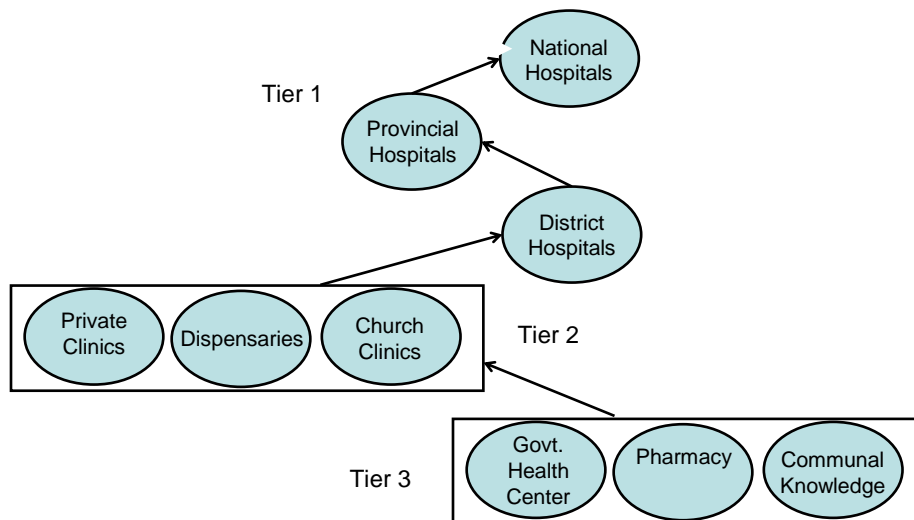 National
Hospitals
Tier 1
Provincial
Hospitals
District
Hospitals
Private
Clinics
Dispensaries
Church
Clinics
Tier 2
Govt.
Health
Center
Pharmacy
Communal
Knowledge
Tier 3